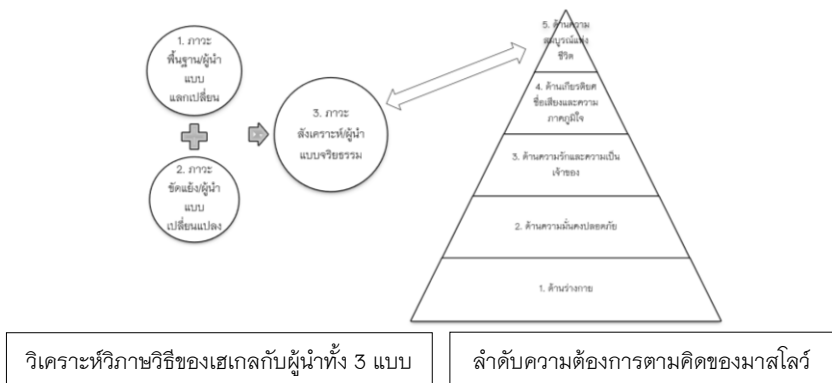 1. ภาวะ
พื้นฐาน/ผู้นำ
แบบ
แลกเปลี่ยน
2. ภาวะ
ขัดแย้ง/ผู้นำ
แบบ
เปลี่ยนแปลง
3. ภาวะ
สังเคราะห์/ผู้นำ
แบบจริยธรรม
5. ด้านความ
สมบูรณ์แห่ง
ชีวิต
4. ด้านเกียรติยศ
ชื่อเสียงและความ
ภาคภูมิใจ
3. ด้านความรักและความเป็น
เจ้าของ
2. ด้านความมั่นคงปลอดภัย
1. ด้านร่างกาย
วิเคราะห์วิภาษวิธีของเฮเกลกับผู้นำทั้ง 3 แบบ
ลำดับความต้องการตามคิดของมาสโลว์